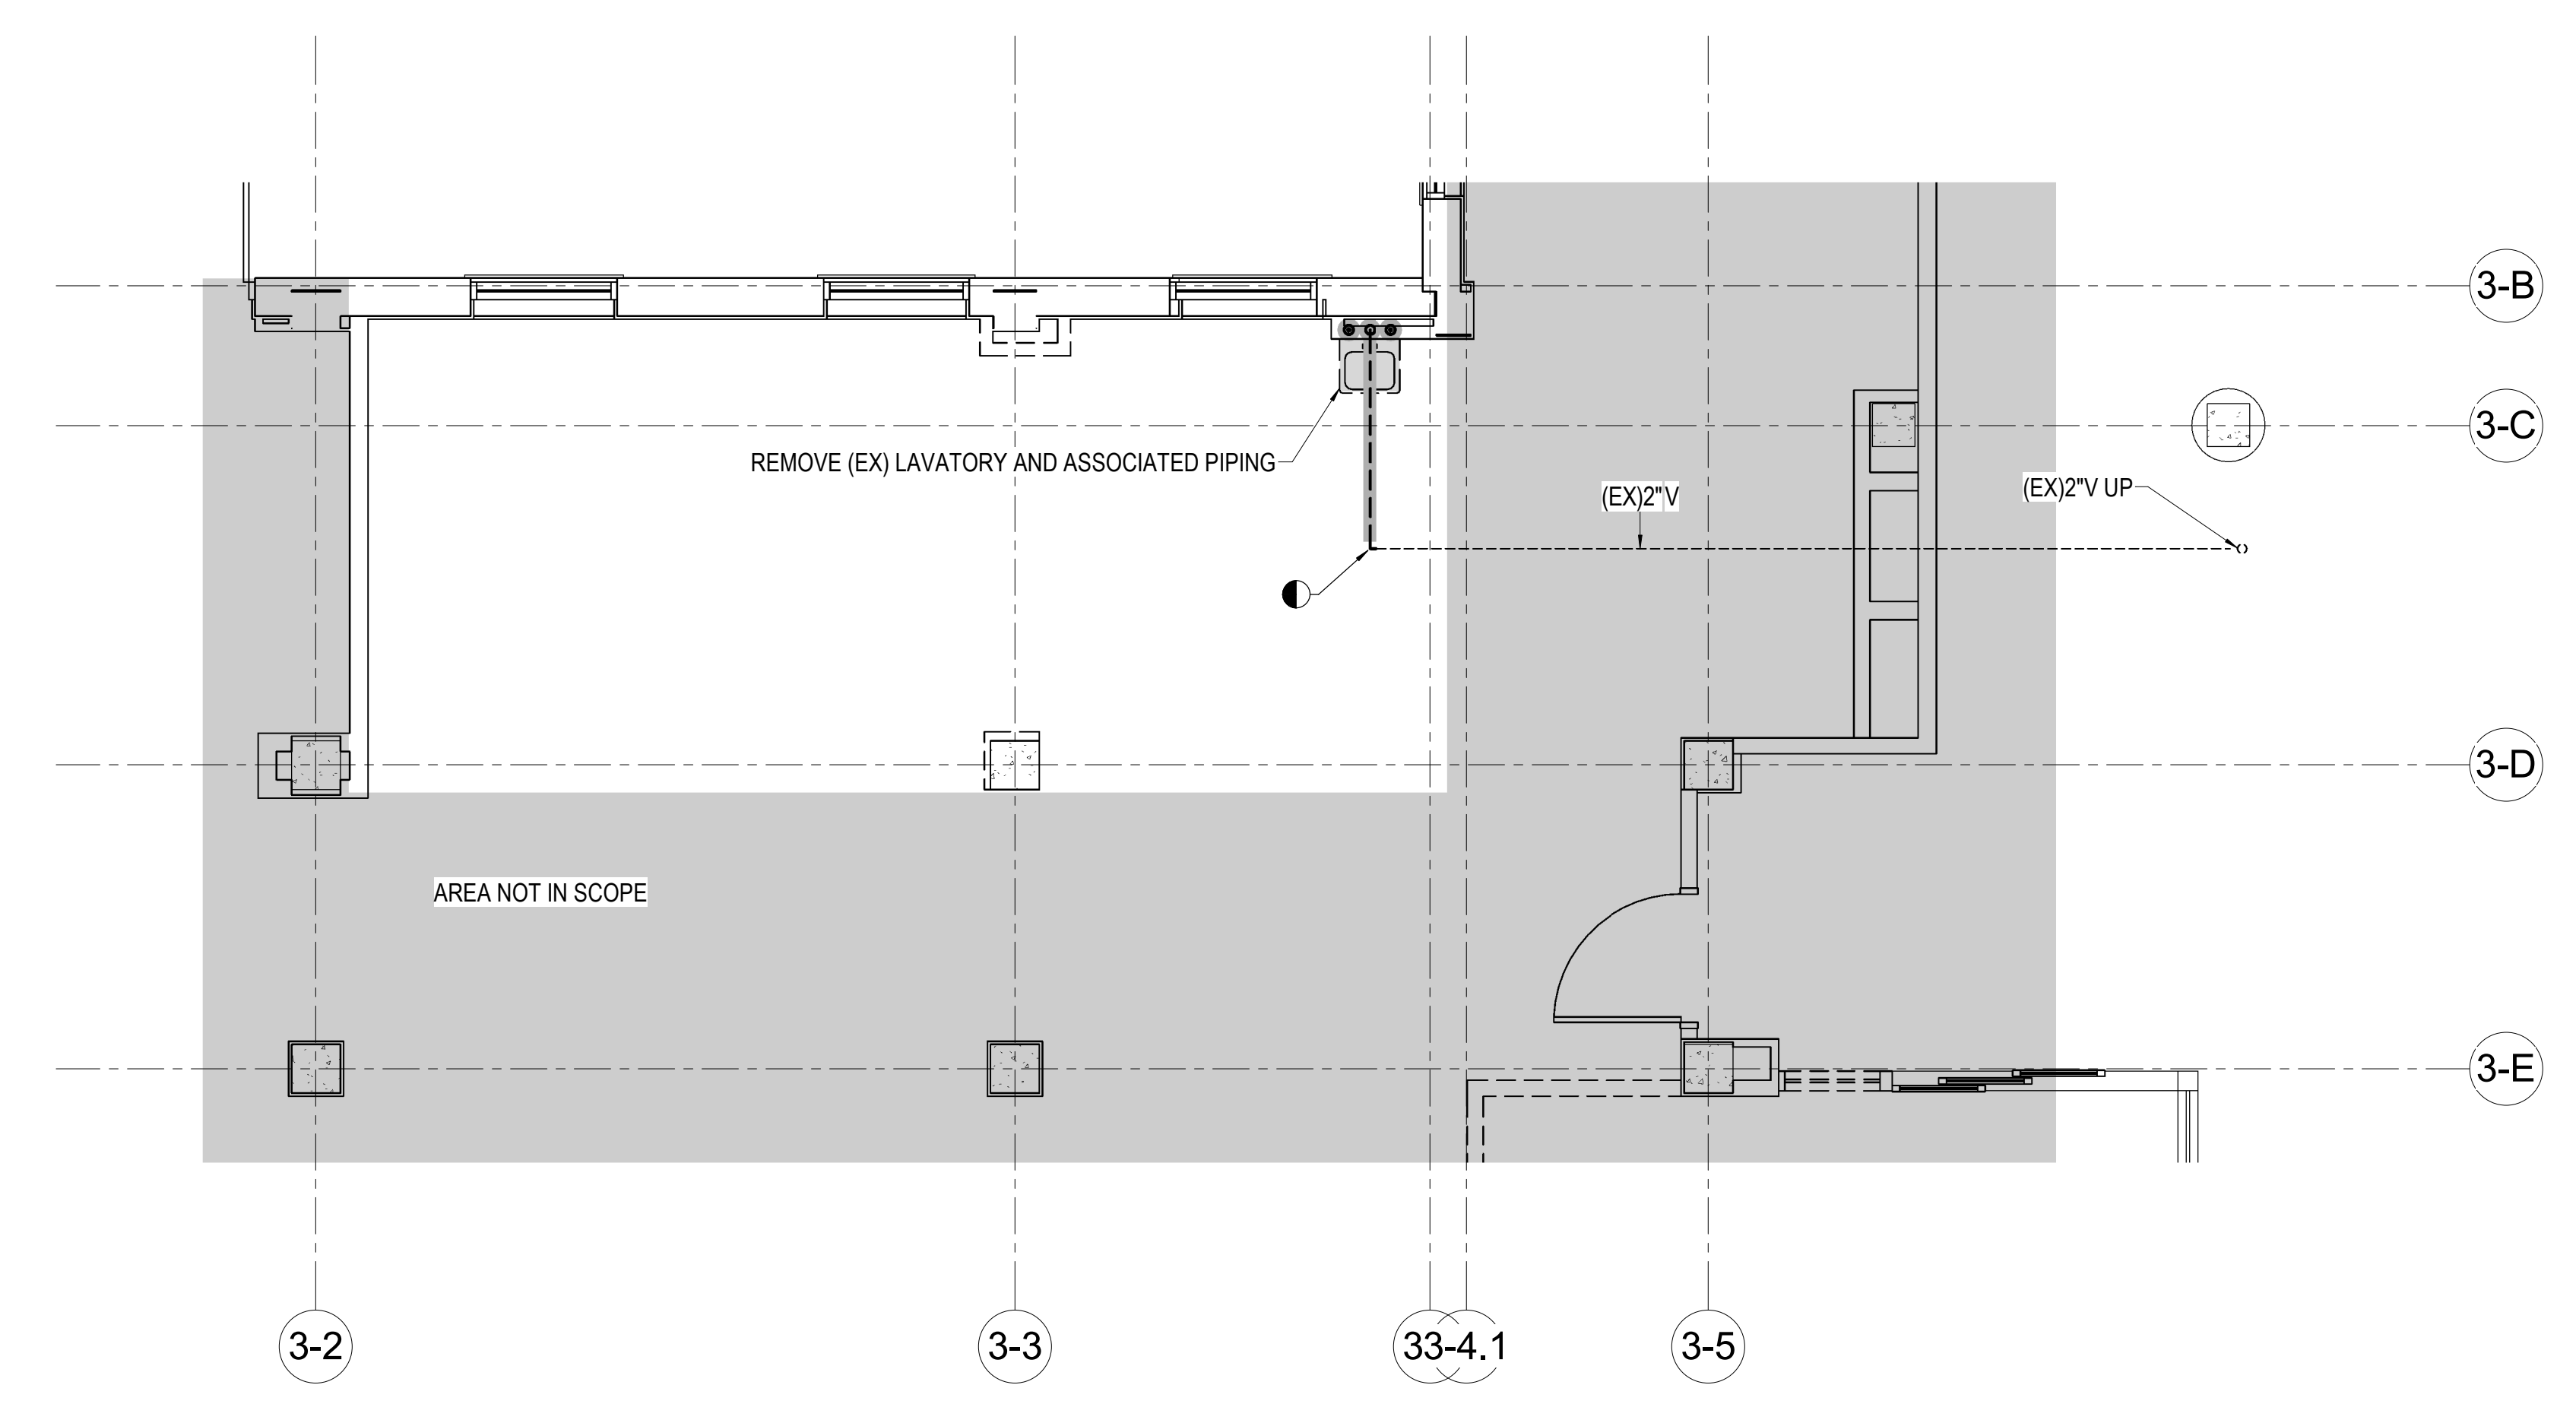 3-B
3-C
REMOVE (EX) LAVATORY AND ASSOCIATED PIPING
(EX)2" V
(EX)2"V UP
3-D
AREA NOT IN SCOPE
3-E
3-2
3-3
33-4.1
3-5